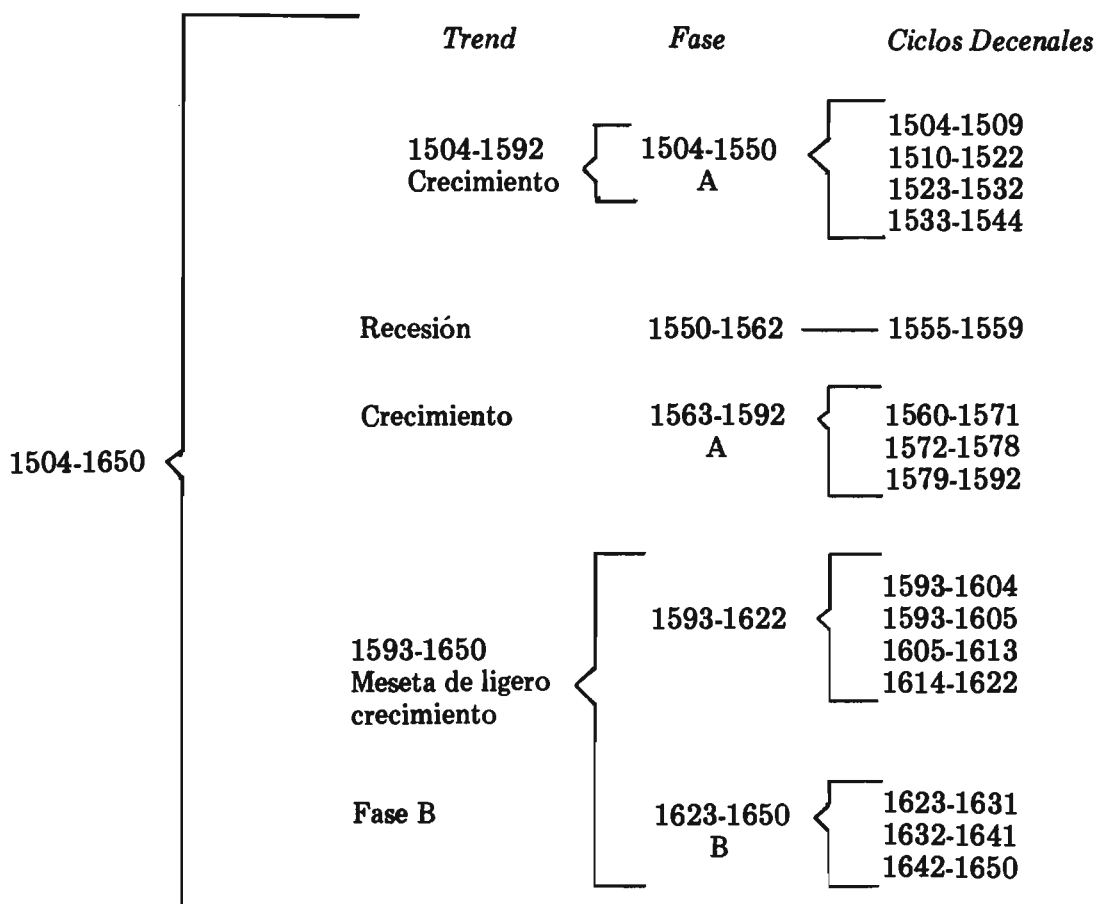 Trend Fase Ciclos Decenales
1504-1592 1504-1550 1504-1509
Crecimiento A 1510-1522
1523-1532
1533-1544
Recesión 1550-1562 1555-1559
Crecimiento 1563-1592 1560-1571
A 1572-1578
1579-1592
1504-1650
1593-1622 1593-1604
1593-1605
1605-1613
1614-1622
1593-1650
Meseta de ligero
crecimiento
Fase B 1623-1650 1623-1631
B 1632-1641
1642-1650